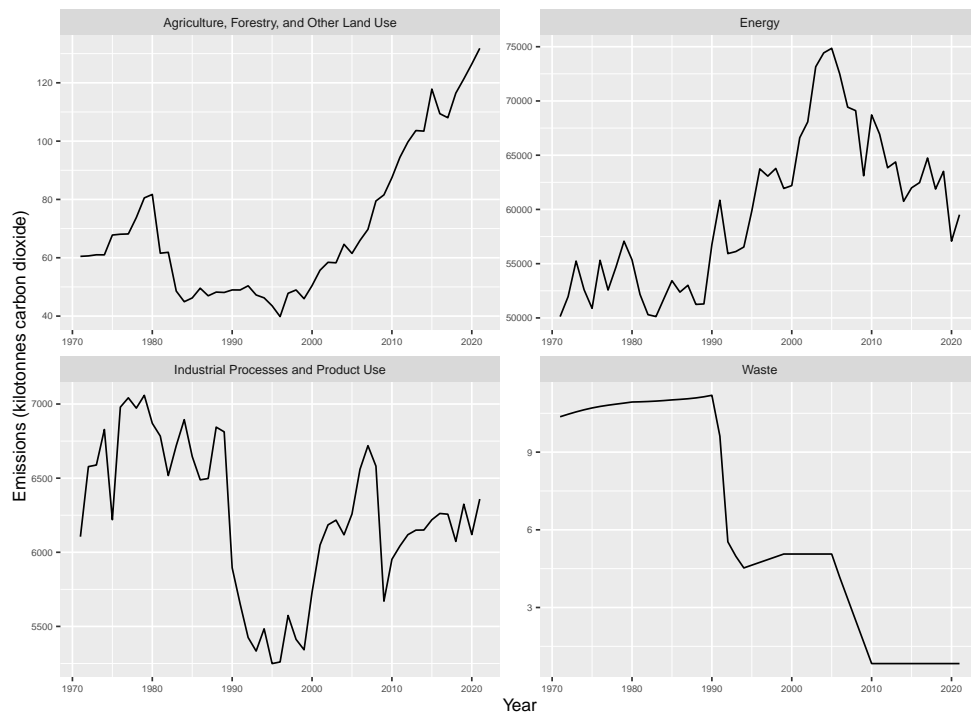 Agriculture, Forestry, and Other Land Use
120
100
80
60
40
1970 1980 1990 2000 2010 2020
Energy
75000
70000
65000
60000
55000
50000
1970 1980 1990 2000 2010 2020
Industrial Processes and Product Use
7000
6500
6000
5500
1970 1980 1990 2000 2010 2020
Waste
9
6
3
1970 1980 1990 2000 2010 2020
Emissions (kilotonnes carbon dioxide)
Year